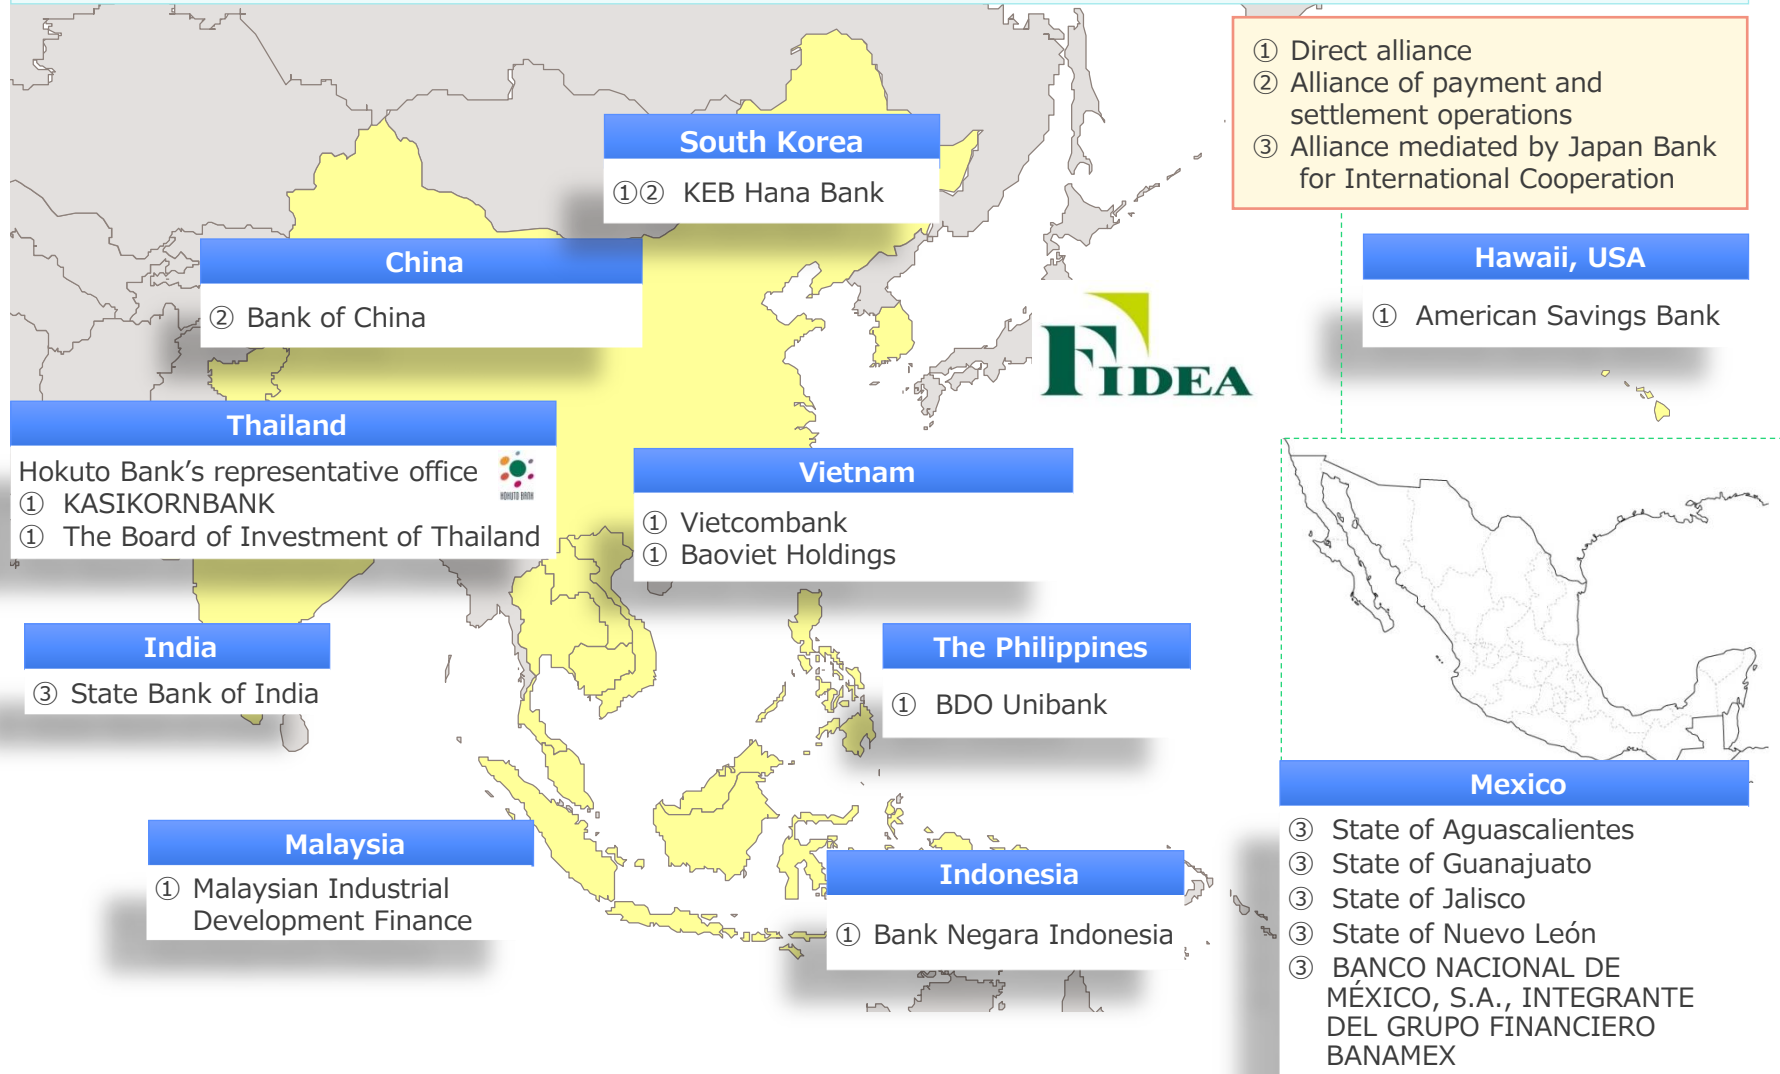 ① Direct alliance
② Alliance of payment and
settlement operations
③ Alliance mediated by Japan Bank
for International Cooperation
South Korea
①② KEB Hana Bank
China
② Bank of China
Hawaii, USA
① American Savings Bank
FIDEA
Thailand
Hokuto Bank’s representative office
HOKUTO BANK
① KASIKORNBANK
① The Board of Investment of Thailand
Vietnam
① Vietcombank
① Baoviet Holdings
India
③ State Bank of India
The Philippines
① BDO Unibank
Malaysia
① Malaysian Industrial
Development Finance
Indonesia
① Bank Negara Indonesia
Mexico
③ State of Aguascalientes
③ State of Guanajuato
③ State of Jalisco
③ State of Nuevo León
③ BANCO NACIONAL DE
MÉXICO, S.A., INTEGRANTE
DEL GRUPO FINANCIERO
BANAMEX